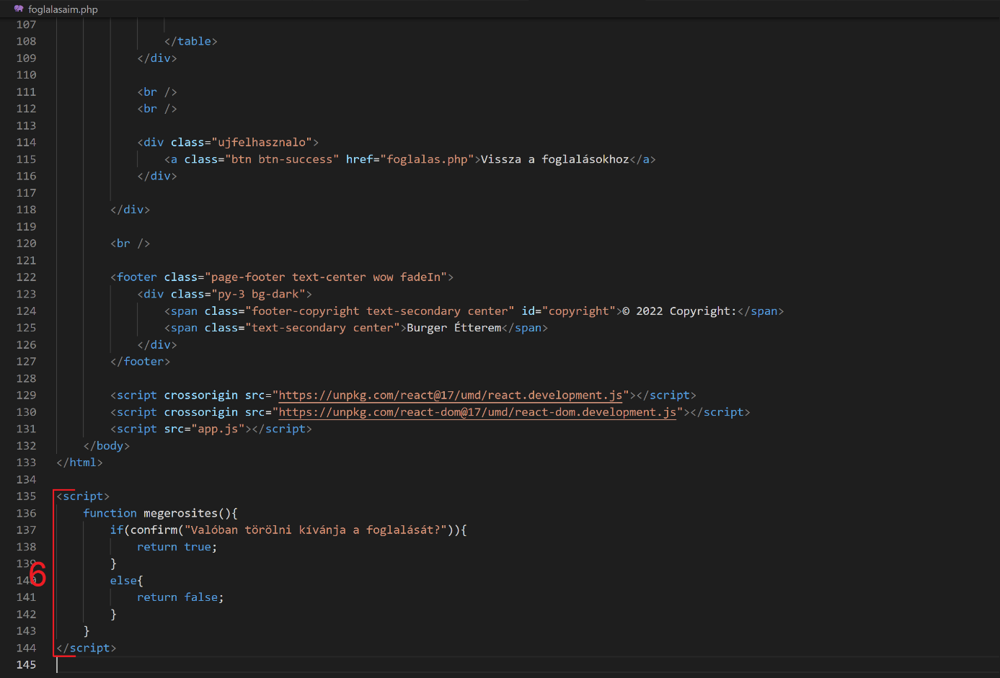 foglalasaim.php
107
108 </table>
109 </div>
110
111 <br />
112 <br />
113
114 <div class="ujfelhasznalo">
115 <a class="btn btn-success" href="foglalas.php">Vissza a foglalásokhoz</a>
116 </div>
117
118 </div>
119
120 <br />
121
122 <footer class="page-footer text-center wow fadeIn">
123 <div class="py-3 bg-dark">
124 <span class="footer-copyright text-secondary center" id="copyright">© 2022 Copyright:</span>
125 <span class="text-secondary center">Burger Étterem</span>
126 </div>
127 </footer>
128
129 <script crossorigin src="https://unpkg.com/react@17/umd/react.development.js"></script>
130 <script crossorigin src="https://unpkg.com/react-dom@17/umd/react-dom.development.js"></script>
131 <script src="app.js"></script>
132 </body>
133 </html>
134
135 <script>
136 function megerosites(){
137 if(confirm("Valóban törölni kívánja a foglalását?")){
138 return true;
139 }
6
140 else{
141 return false;
142 }
143 }
144 </script>
145